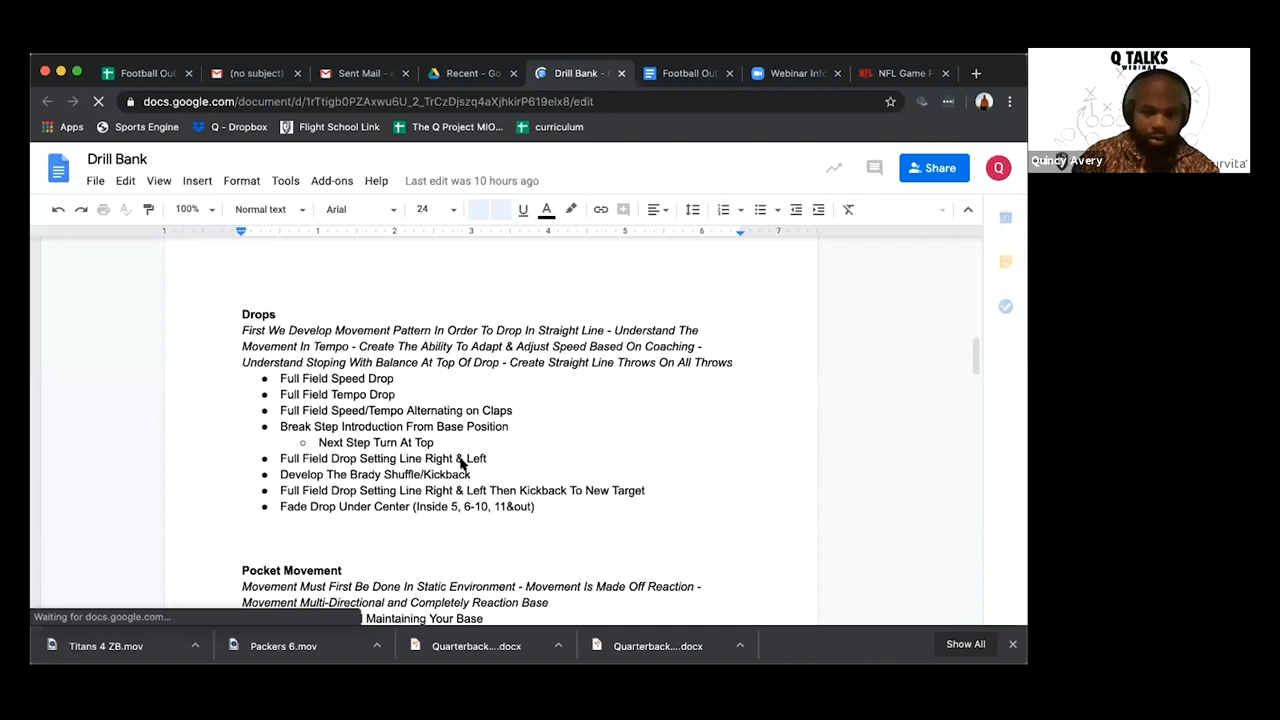 Football Out
(no subject)
Sent Mail -
Recent - Go
Drill Bank -
Football Out
Webinar Info
NFL Game F
docs.google.com/document/d/1rTtigb0PZAxwu6U_2_TrCzDjszq4aXjhkirP619elx8/edit
Apps
Sports Engine
Q - Dropbox
Flight School Link
The Q Project MIO...
curriculum
Q TALKS
WEBINAR
Quincy Avery
Drill Bank
File Edit View Insert Format Tools Add-ons Help Last edit was 10 hours ago
Share
Q
100% Normal text Arial 24
1 1 2 3 4 5 6 7
Drops
First We Develop Movement Pattern In Order To Drop In Straight Line - Understand The
Movement In Tempo - Create The Ability To Adapt & Adjust Speed Based On Coaching -
Understand Stoping With Balance At Top Of Drop - Create Straight Line Throws On All Throws
● Full Field Speed Drop
● Full Field Tempo Drop
● Full Field Speed/Tempo Alternating on Claps
● Break Step Introduction From Base Position
○ Next Step Turn At Top
● Full Field Drop Setting Line Right & Left
● Develop The Brady Shuffle/Kickback
● Full Field Drop Setting Line Right & Left Then Kickback To New Target
● Fade Drop Under Center (Inside 5, 6-10, 11&out)
Pocket Movement
Movement Must First Be Done In Static Environment - Movement Is Made Off Reaction -
Movement Multi-Directional and Completely Reaction Base
Maintaining Your Base
Waiting for docs.google.com...
Titans 4 ZB.mov
Packers 6.mov
Quarterback....docx
Quarterback....docx
Show All